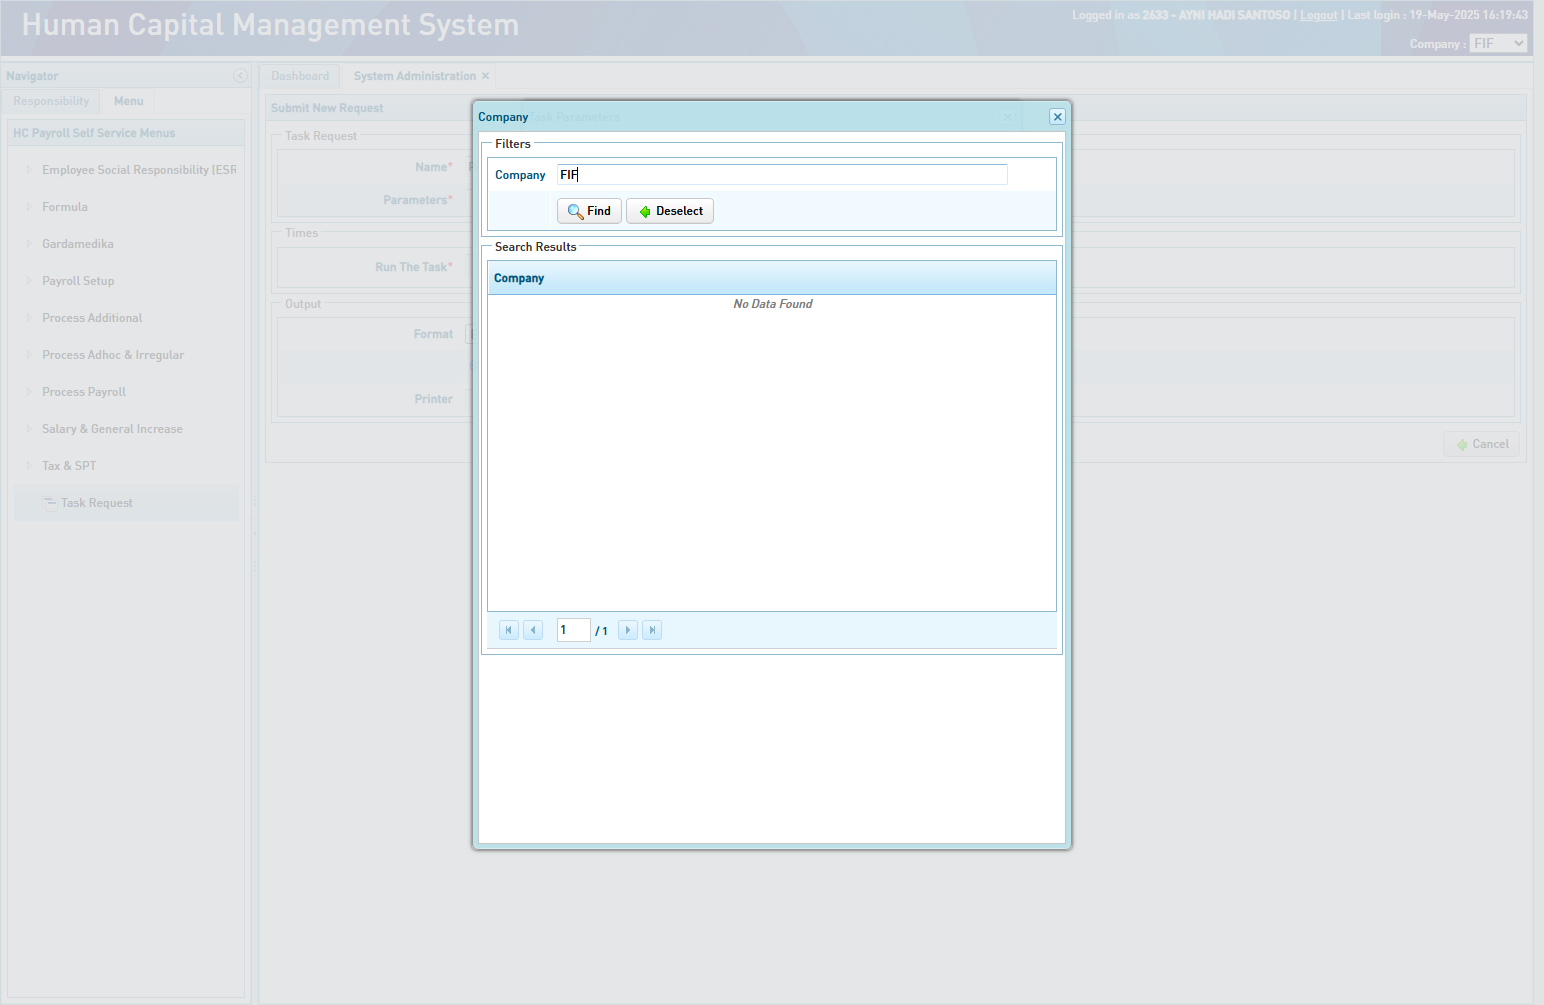 Human Capital Management System
Logged in as 2633 - AYNI HADI SANTOSO | Logout | Last login : 19-May-2025 16:19:43
Company : FIF
Navigator
Responsibility
Menu
HC Payroll Self Service Menus
Employee Social Responsibility (ESR
Formula
Gardamedika
Payroll Setup
Process Additional
Process Adhoc & Irregular
Process Payroll
Salary & General Increase
Tax & SPT
Task Request
Dashboard
System Administration
Submit New Request
Task Request
Name*
Parameters*
Times
Run The Task*
Output
Format
Printer
Cancel
Task Parameters
Company
Filters
Company FIF
Find
Deselect
Search Results
Company
No Data Found
1 / 1